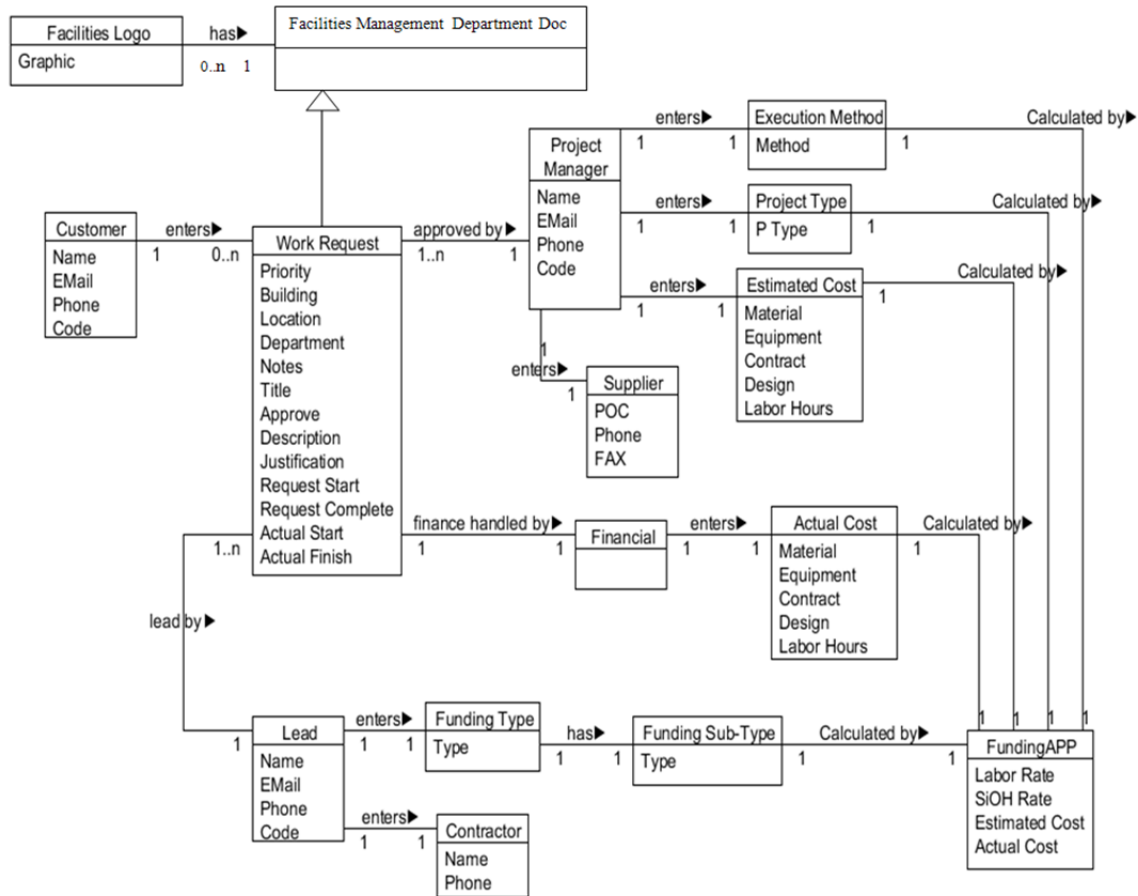 Facilities Logo
Graphic
has▶
0..n 1
Facilities Management Department Doc
Customer
Name
EMail
Phone
Code
enters▶
1 0..n
Work Request
Priority
Building
Location
Department
Notes
Title
Approve
Description
Justification
Request Start
Request Complete
Actual Start
Actual Finish
approved by▶
1..n 1
Project
Manager
Name
EMail
Phone
Code
enters▶
1 1
Execution Method
Method
Calculated by▶
1
enters▶
1 1
Project Type
P Type
Calculated by▶
1
enters▶
1 1
Estimated Cost
Material
Equipment
Contract
Design
Labor Hours
Calculated by▶
1
1
enters▶
1
Supplier
POC
Phone
FAX
finance handled by▶
1 1
Financial
enters▶
1 1
Actual Cost
Material
Equipment
Contract
Design
Labor Hours
Calculated by▶
1
1..n
lead by▶
1
Lead
Name
EMail
Phone
Code
enters▶
1 1
Funding Type
Type
has▶
1 1
Funding Sub-Type
Type
Calculated by▶
1 1
1 1 1 1
FundingAPP
Labor Rate
SiOH Rate
Estimated Cost
Actual Cost
enters▶
1 1
Contractor
Name
Phone